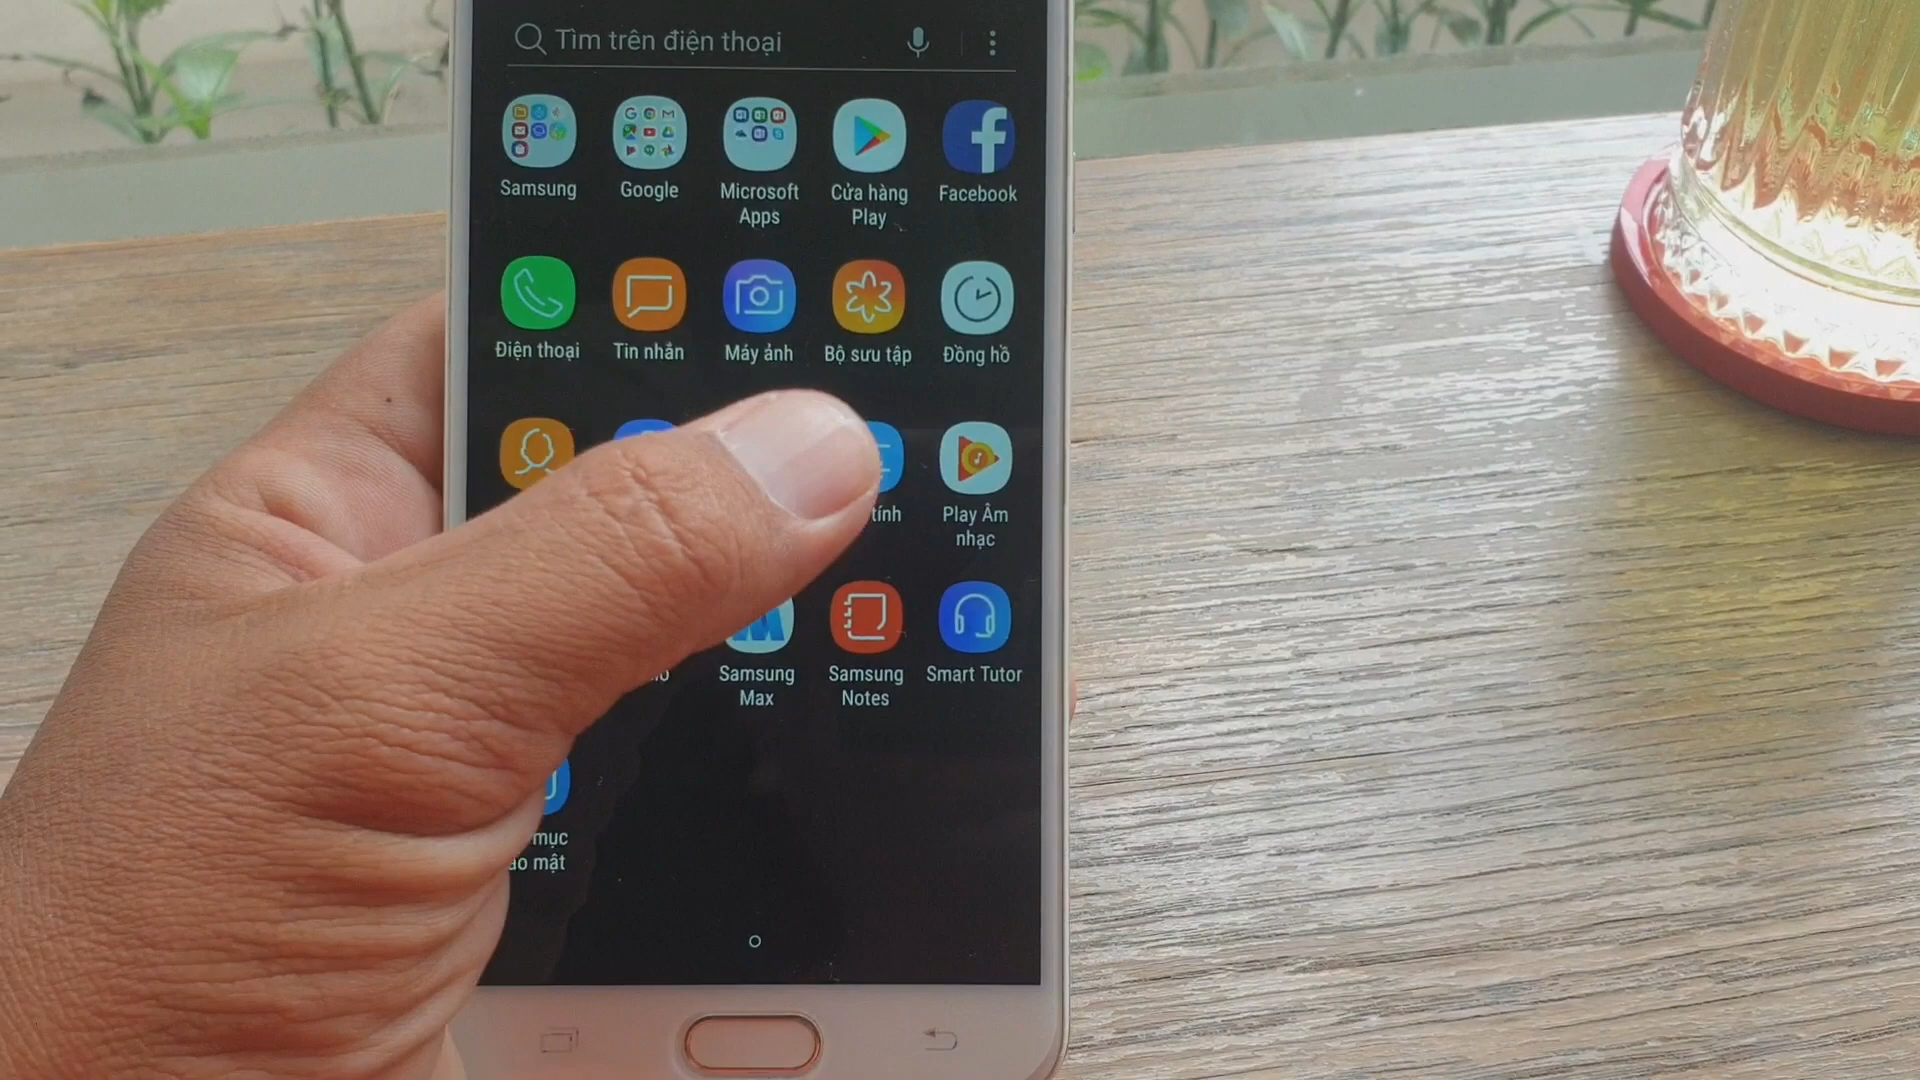 Tìm trên điện thoại
Samsung
Google
Microsoft
Apps
Cửa hàng
Play
Facebook
Điện thoại
Tin nhắn
Máy ảnh
Bộ sưu tập
Đồng hồ
tính
Play Âm
nhạc
Samsung
Max
Samsung
Notes
Smart Tutor
mục
mật